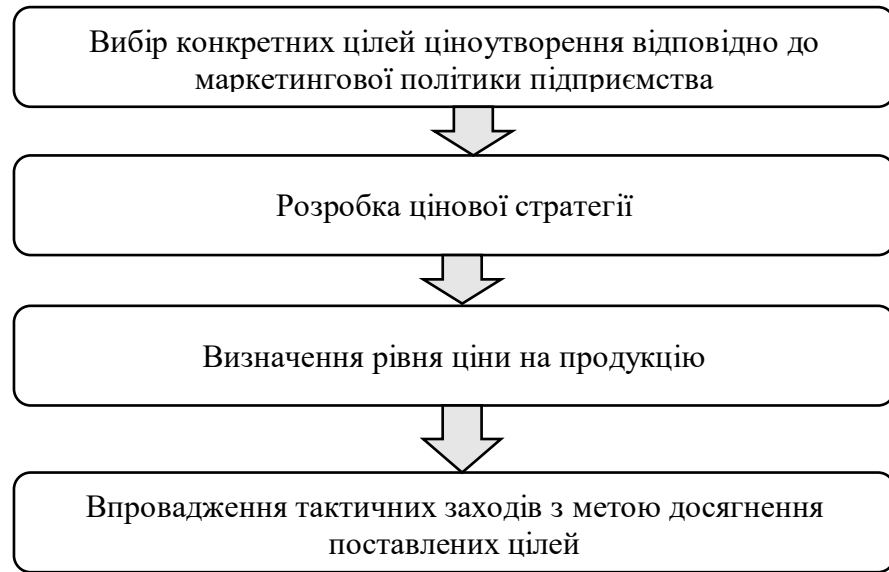 Вибір конкретних цілей ціноутворення відповідно до
маркетингової політики підприємства
Розробка цінової стратегії
Визначення рівня ціни на продукцію
Впровадження тактичних заходів з метою досягнення
поставлених цілей